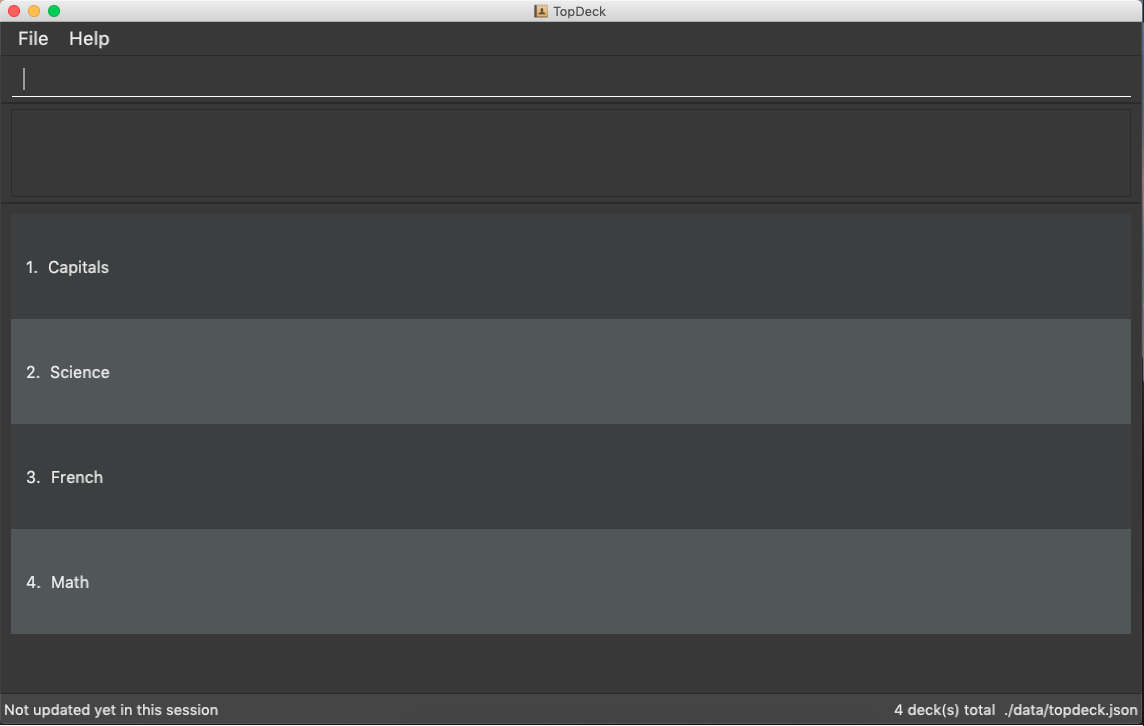 TopDeck
File Help
1. Capitals
2. Science
3. French
4. Math
Not updated yet in this session 4 deck(s) total ./data/topdeck.json